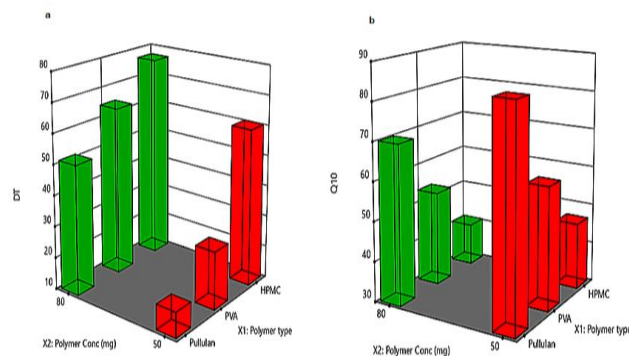 a
80
70
60
50
40
30
20
10
DT
80
X2: Polymer Conc (mg)
50
Pullulan
PVA
HPMC
X1: Polymer type
b
90
80
70
60
50
40
30
Q10
80
X2: Polymer Conc (mg)
50
Pullulan
PVA
HPMC
X1: Polymer type